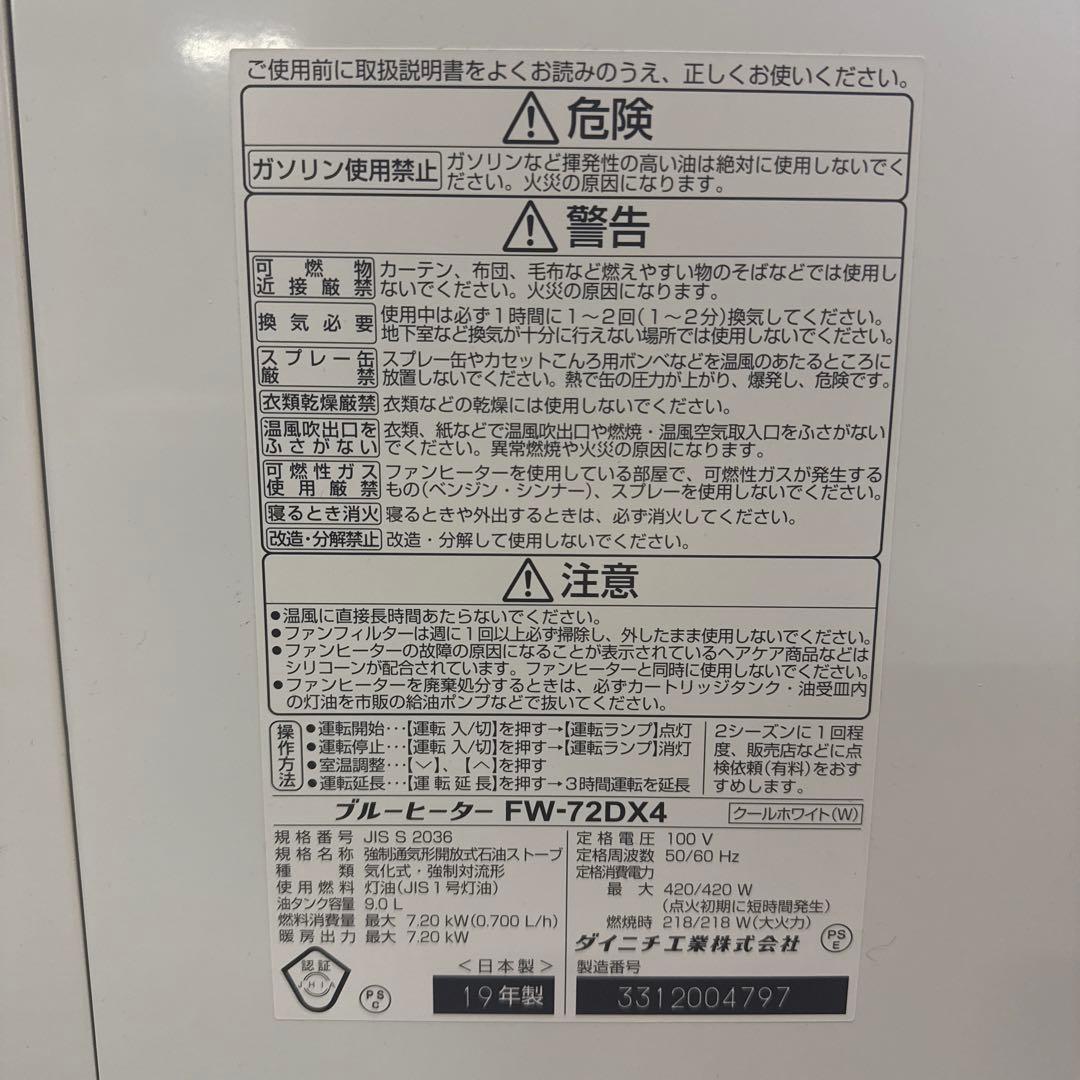 ご使用前に取扱説明書をよくお読みのうえ、正しくお使いください。
危険
ガソリン使用禁止
ガソリンなど揮発性の高い油は絶対に使用しないでく
ださい。火災の原因になります。
警告
可燃物
近接厳禁
カーテン、布団、毛布など燃えやすい物のそばなどでは使用し
ないでください。火災の原因になります。
換気必要
使用中は必ず1時間に1〜2回(1〜2分)換気してください。
地下室など換気が十分に行えない場所では使用しないでください。
スプレー缶
厳禁
スプレー缶やカセットこんろ用ボンベなどを温風のあたるところに
放置しないでください。熱で缶の圧力が上がり、爆発し、危険です。
衣類乾燥厳禁
衣類などの乾燥には使用しないでください。
温風吹出口を
ふさがない
衣類、紙などで温風吹出口や燃焼・温風空気取入口をふさがない
でください。異常燃焼や火災の原因になります。
可燃性ガス
使用厳禁
ファンヒーターを使用している部屋で、可燃性ガスが発生する
もの(ベンジン・シンナー)、スプレーを使用しないでください。
寝るとき消火
寝るときや外出するときは、必ず消火してください。
改造・分解禁止
改造・分解して使用しないでください。
注意
●温風に直接長時間あたらないでください。
●ファンフィルターは週に1回以上必ず掃除し、外したまま使用しないでください。
●ファンヒーターの故障の原因になることが表示されているヘアケア商品などは
シリコーンが配合されています。ファンヒーターと同時に使用しないでください。
●ファンヒーターを廃棄処分するときは、必ずカートリッジタンク・油受皿内
の灯油を市販の給油ポンプなどで抜いてください。
操作方法
●運転開始…【運転 入/切】を押す→【運転ランプ】点灯
●運転停止…【運転 入/切】を押す→【運転ランプ】消灯
●室温調整…【﹀】、【︿】を押す
●運転延長…【運転延長】を押す→3時間運転を延長
2シーズンに1回程
度、販売店などに点
検依頼(有料)をおす
すめします。
ブルーヒーター FW-72DX4
クールホワイト(W)
規格番号 JIS S 2036
規格名称 強制通気形開放式石油ストーブ
種類 気化式・強制対流形
使用燃料 灯油(JIS1号灯油)
油タンク容量 9.0 L
燃料消費量 最大 7.20 kW(0.700 L/h)
暖房出力 最大 7.20 kW
定格電圧 100 V
定格周波数 50/60 Hz
定格消費電力
最大 420/420 W
(点火初期に短時間発生)
燃焼時 218/218 W(大火力)
ダイニチ工業株式会社
PS
E
認証
JHIA
PS
C
<日本製>
19年製
製造番号
3312004797